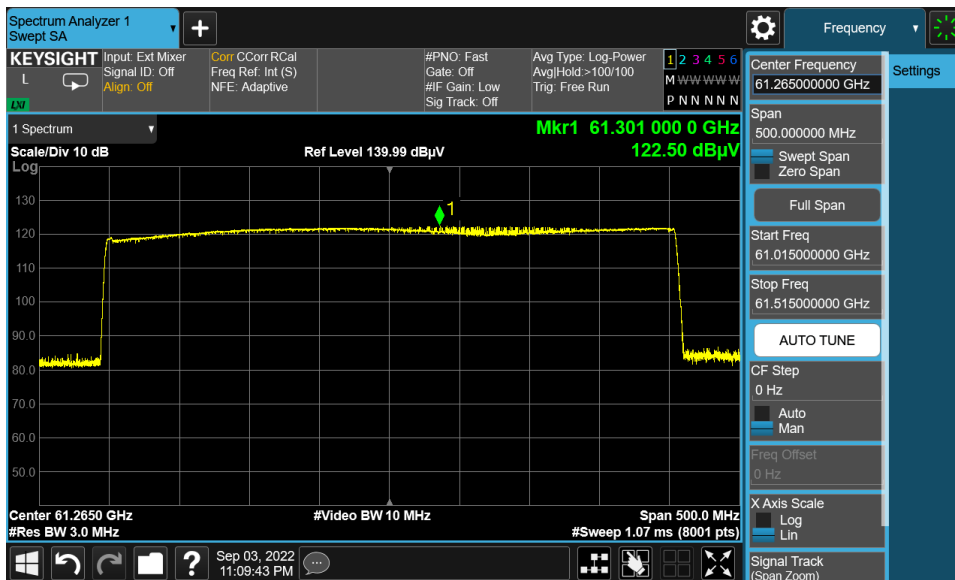 Spectrum Analyzer 1
Swept SA
+
Frequency
KEYSIGHT
L
LXI
Input: Ext Mixer
Signal ID: Off
Align: Off
Corr CCorr RCal
Freq Ref: Int (S)
NFE: Adaptive
#PNO: Fast
Gate: Off
#IF Gain: Low
Sig Track: Off
Avg Type: Log-Power
Avg|Hold:>100/100
Trig: Free Run
1 2 3 4 5 6
M W W W W W
P N N N N N
1 Spectrum
Mkr1 61.301 000 0 GHz
Scale/Div 10 dB
Ref Level 139.99 dBµV
122.50 dBµV
Log
130
120
110
100
90.0
80.0
70.0
60.0
50.0
1
Center 61.2650 GHz
#Video BW 10 MHz
Span 500.0 MHz
#Res BW 3.0 MHz
#Sweep 1.07 ms (8001 pts)
?
Sep 03, 2022
11:09:43 PM
Center Frequency
61.265000000 GHz
Settings
Span
500.000000 MHz
Swept Span
Zero Span
Full Span
Start Freq
61.015000000 GHz
Stop Freq
61.515000000 GHz
AUTO TUNE
CF Step
0 Hz
Auto
Man
Freq Offset
0 Hz
X Axis Scale
Log
Lin
Signal Track
(Span Zoom)